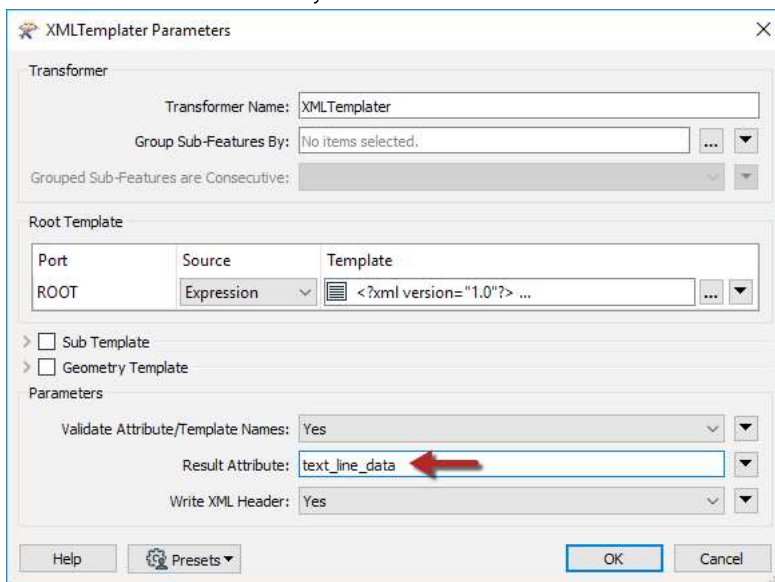 XMLTemplater Parameters
Transformer
Transformer Name: XMLTemplater
Group Sub-Features By: No items selected. ...
Grouped Sub-Features are Consecutive:
Root Template
Port Source Template
ROOT Expression <?xml version="1.0"?> ... ...
Sub Template
Geometry Template
Parameters
Validate Attribute/Template Names: Yes
Result Attribute: text_line_data
Write XML Header: Yes
Help Presets OK Cancel